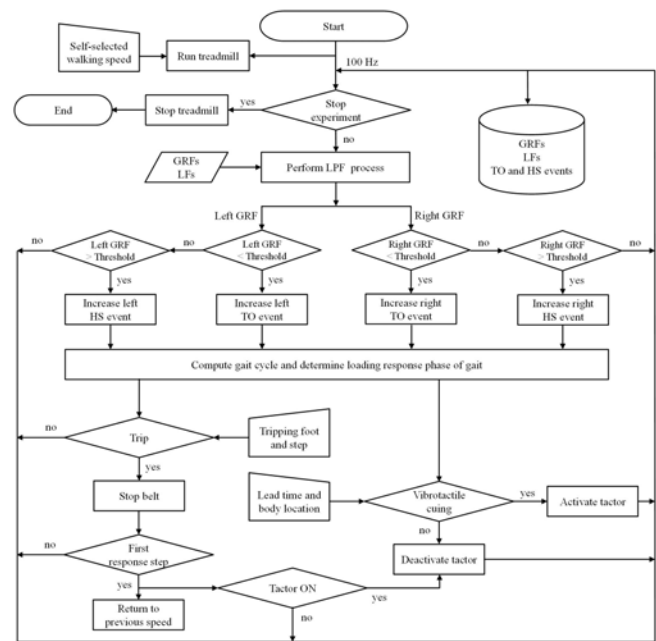 Start
Self-selected
walking speed
Run treadmill
100 Hz
End
Stop treadmill
yes
Stop
experiment
no
GRFs
LFs
TO and HS events
GRFs
LFs
Perform LPF process
Left GRF
Right GRF
no
Left GRF
> Threshold
no
Left GRF
< Threshold
Right GRF
< Threshold
no
Right GRF
> Threshold
no
yes
yes
yes
yes
Increase left
HS event
Increase left
TO event
Increase right
TO event
Increase right
HS event
Compute gait cycle and determine loading response phase of gait
no
Trip
Tripping foot
and step
yes
Stop belt
Lead time and
body location
Vibrotactile
cuing
yes
Activate tactor
no
no
First
response step
Deactivate tactor
yes
Tactor ON
yes
Return to
previous speed
no